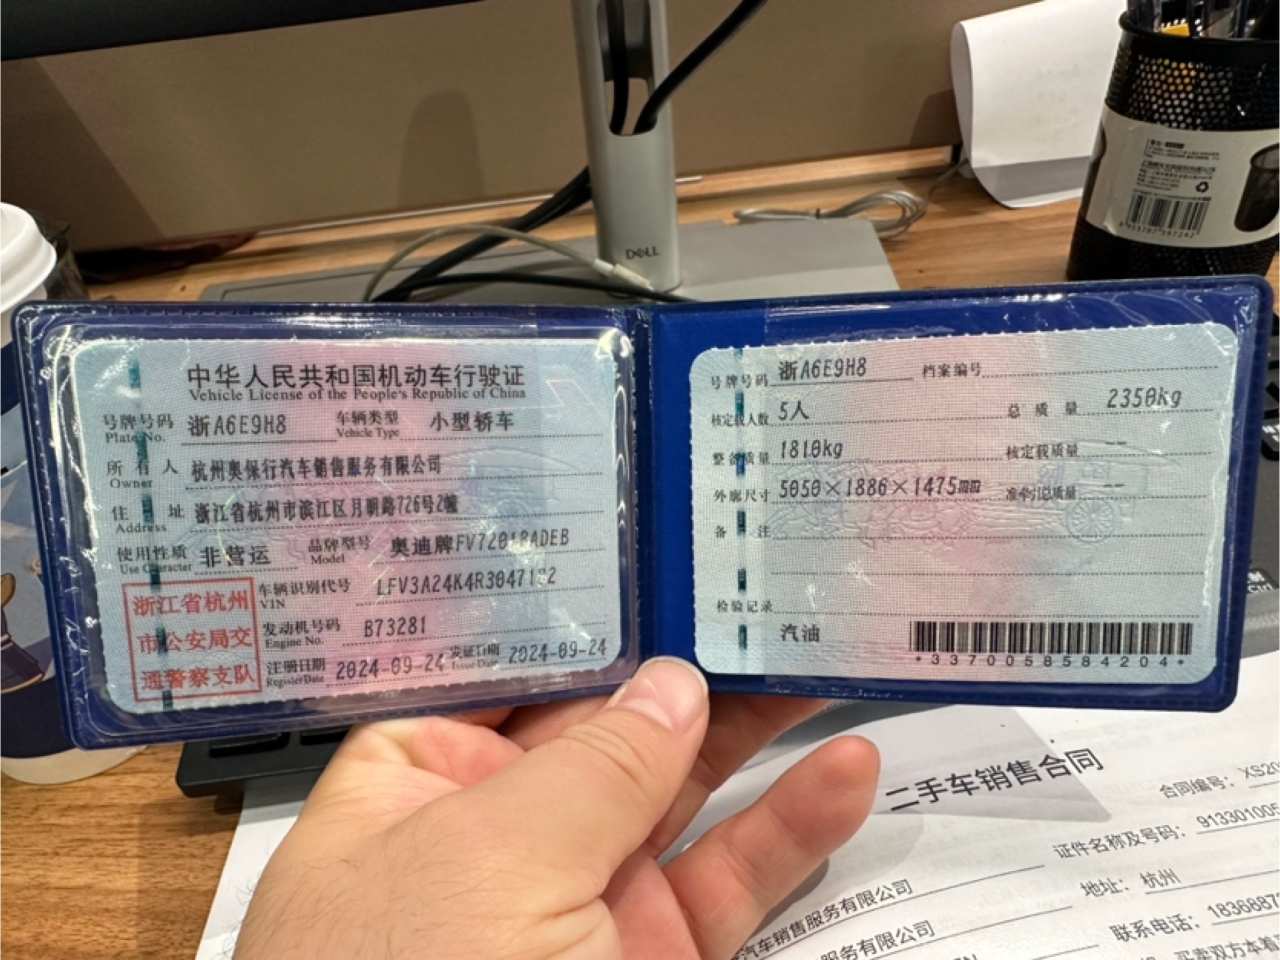 DELL
6953787397242
中华人民共和国机动车行驶证
Vehicle License of the People's Republic of China
号牌号码 浙A6E9H8 车辆类型 小型轿车
Plate No. Vehicle Type
所有人 杭州奥保行汽车销售服务有限公司
Owner
住址 浙江省杭州市滨江区月明路726号2幢
Address
使用性质 非营运 品牌型号 奥迪牌FV7201BADEB
Use Character Model
浙江省杭州
市公安局交
通警察支队
车辆识别代号 LFV3A24K4R3047182
VIN
发动机号码 B73281
Engine No.
注册日期 2024-09-24 发证日期 2024-09-24
Register Date Issue Date
号牌号码 浙A6E9H8 档案编号
核定载人数 5人 总质量 2350kg
整备质量 1810kg 核定载质量
外廓尺寸 5050×1886×1475mm 准牵引总质量
备注
检验记录
汽油
*3370058584204*
二手车销售合同
合同编号：XS20
证件名称及号码：913301005
汽车销售服务有限公司 地址：杭州
服务有限公司 联系电话：1836887
买卖双方本着